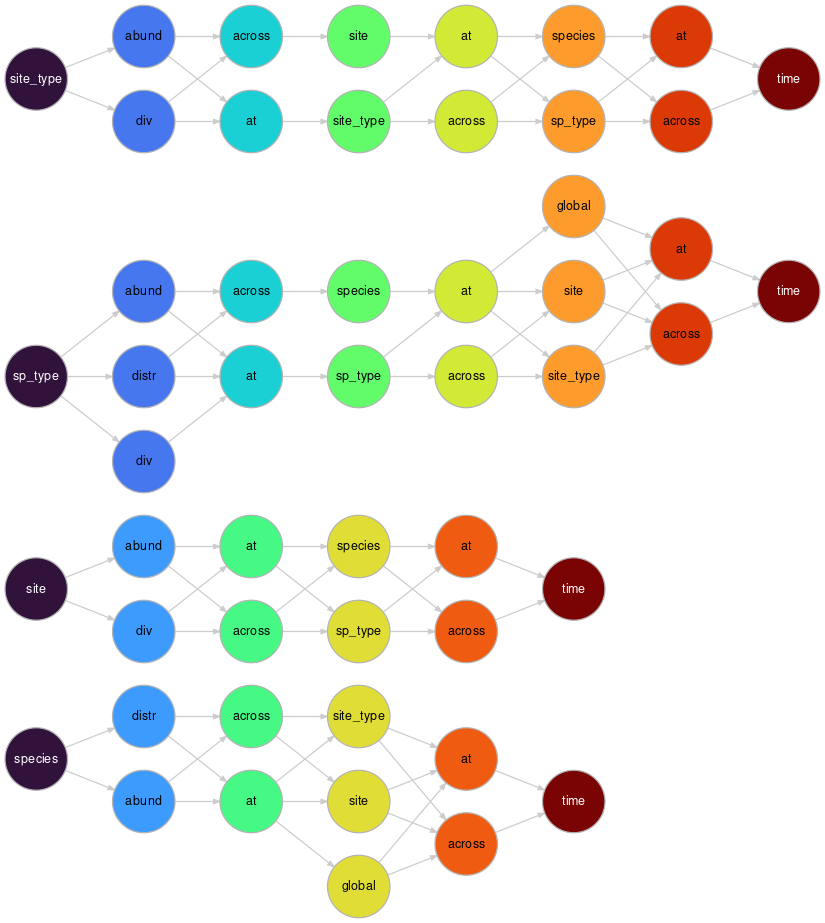 abund across site at species at
site_type time
div at site_type across sp_type across
global
at
abund across species at site time
across
sp_type distr at sp_type across site_type
div
abund at species at
site time
div across sp_type across
distr across site_type
species at
abund at site time
across
global